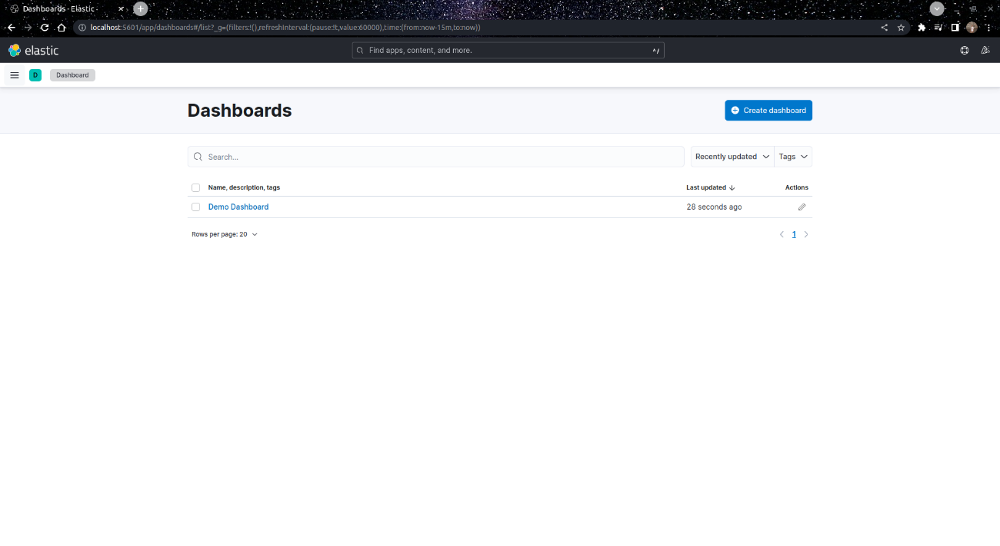 Dashboards - Elastic
localhost:5601/app/dashboards#/list?_g=(filters:!(),refreshInterval:(pause:!t,value:60000),time:(from:now-15m,to:now))
elastic
Find apps, content, and more.
^/
D
Dashboard
Dashboards
Create dashboard
Search...
Recently updated
Tags
Name, description, tags
Last updated
Actions
Demo Dashboard
28 seconds ago
Rows per page: 20
1